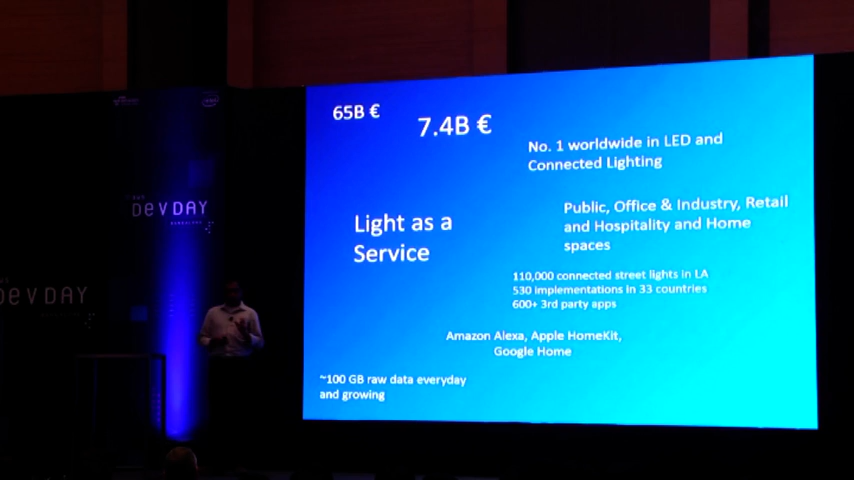 65B €
7.4B €
No. 1 worldwide in LED and
Connected Lighting
Light as a
Service
Public, Office & Industry, Retail
and Hospitality and Home
spaces
110,000 connected street lights in LA
530 implementations in 33 countries
600+ 3rd party apps
Amazon Alexa, Apple HomeKit,
Google Home
~100 GB raw data everyday
and growing
intel
DevDAY
DevDAY